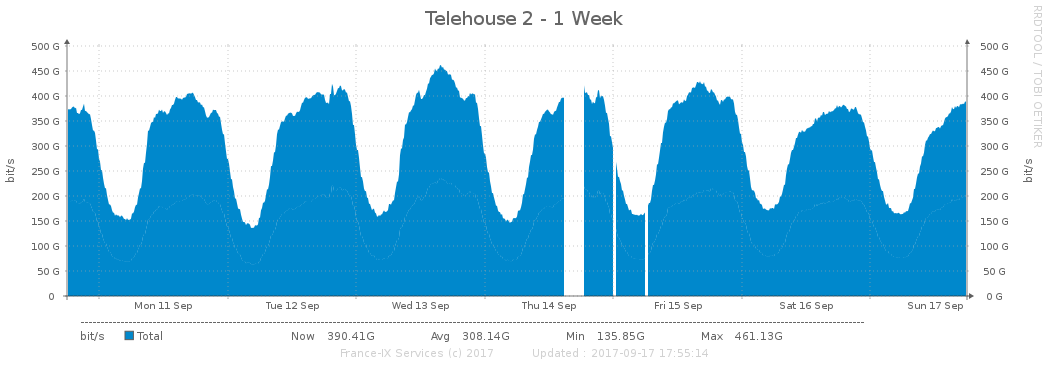 Telehouse 2 - 1 Week
RRDTOOL / TOBI OETIKER
500 G 500 G
450 G 450 G
400 G 400 G
350 G 350 G
300 G 300 G
250 G 250 G
200 G 200 G
150 G 150 G
100 G 100 G
50 G 50 G
0 0 G
bit/s bit/s
Mon 11 Sep Tue 12 Sep Wed 13 Sep Thu 14 Sep Fri 15 Sep Sat 16 Sep Sun 17 Sep
bit/s Total Now 390.41G Avg 308.14G Min 135.85G Max 461.13G
France-IX Services (c) 2017 Updated : 2017-09-17 17:55:14